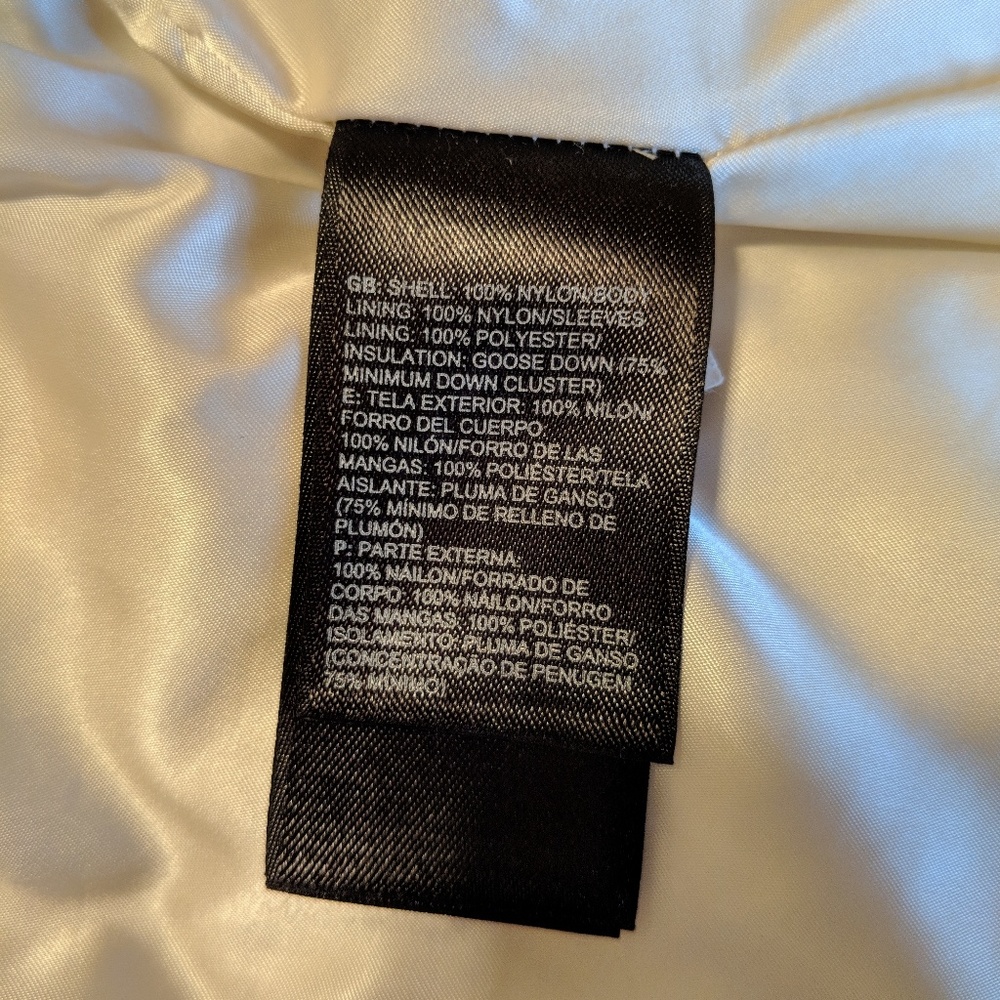 GB: SHELL: 100% NYLON/BODY
LINING: 100% NYLON/SLEEVES
LINING: 100% POLYESTER/
INSULATION: GOOSE DOWN (75%
MINIMUM DOWN CLUSTER)
E: TELA EXTERIOR: 100% NILÓN/
FORRO DEL CUERPO:
100% NILÓN/FORRO DE LAS
MANGAS: 100% POLIÉSTER/TELA
AISLANTE: PLUMA DE GANSO
(75% MÍNIMO DE RELLENO DE
PLUMÓN)
P: PARTE EXTERNA:
100% NÁILON/FORRADO DE
CORPO: 100% NÁILON/FORRO
DAS MANGAS: 100% POLIÉSTER/
ISOLAMENTO: PLUMA DE GANSO
(CONCENTRAÇÃO DE PENUGEM
75% MÍNIMO)